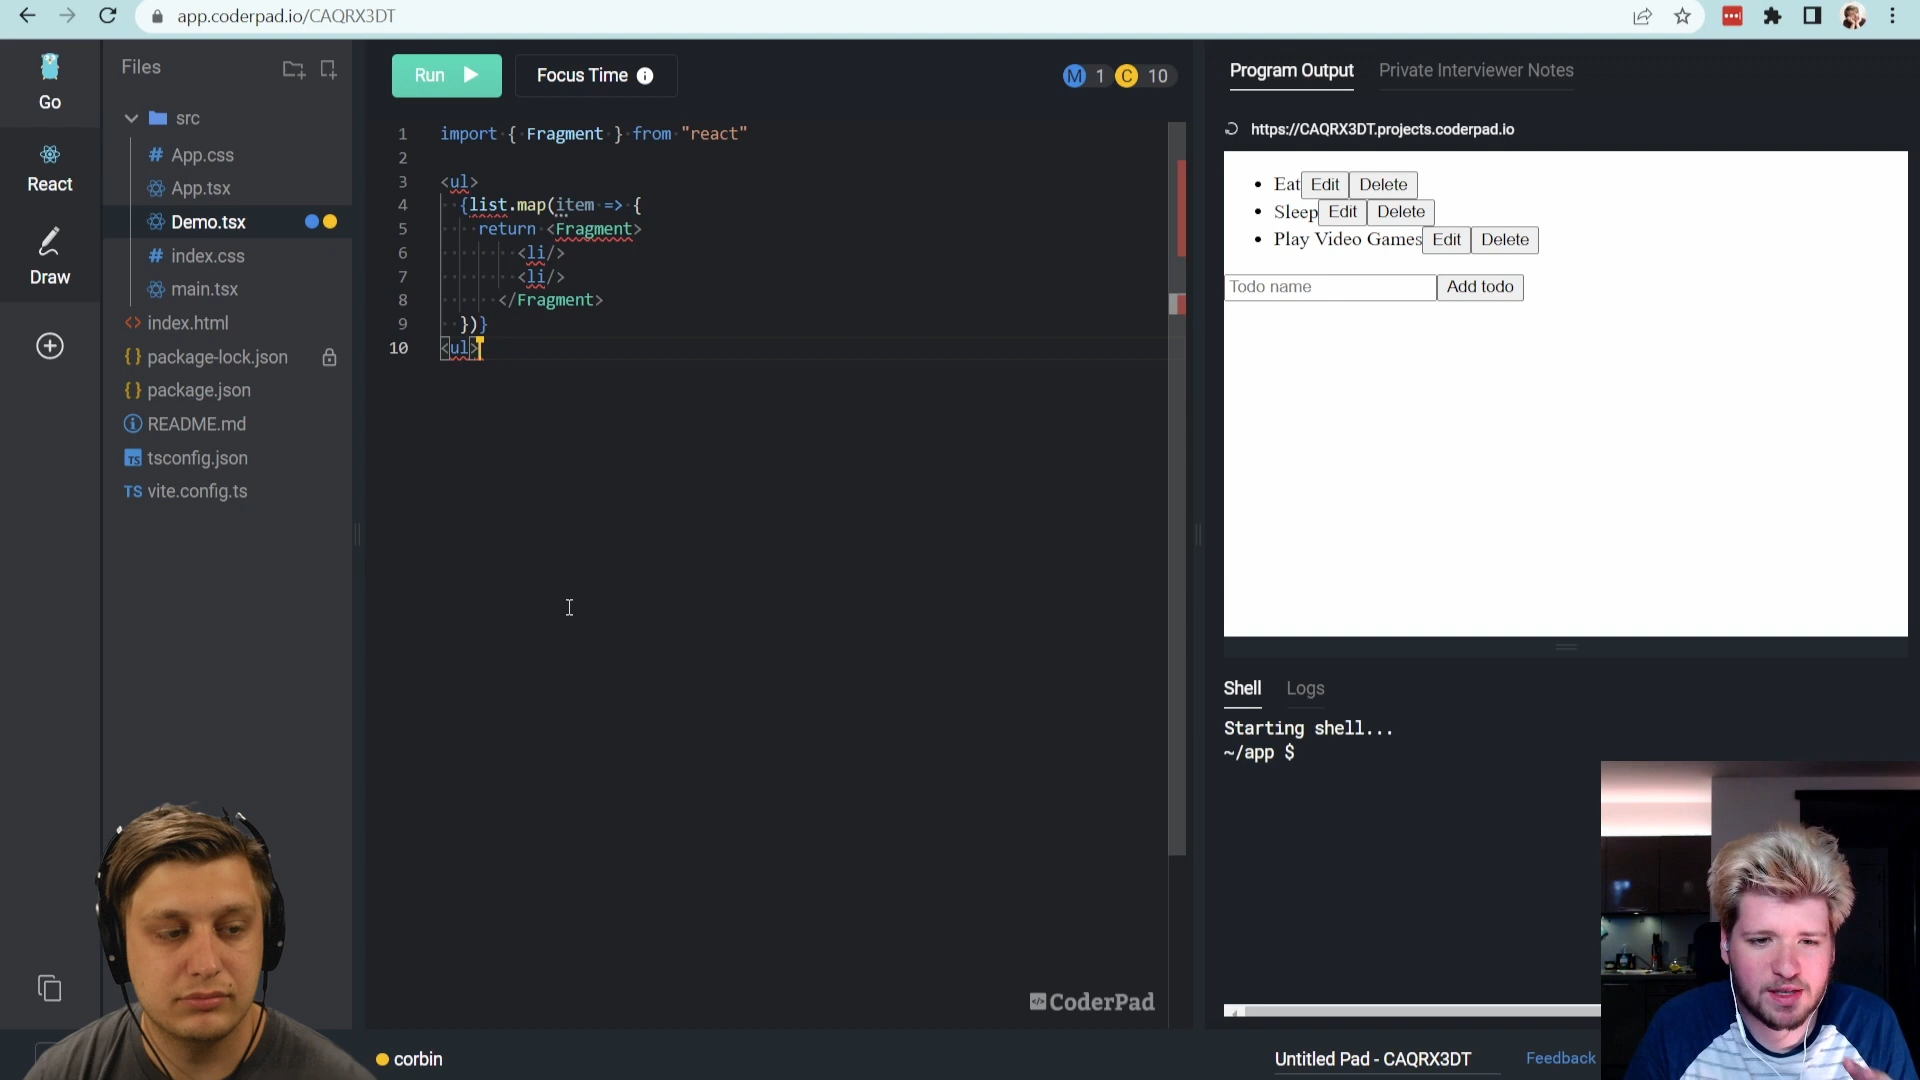 app.coderpad.io/CAQRX3DT
Go
React
Draw
Files
src
# App.css
App.tsx
Demo.tsx
# index.css
main.tsx
<> index.html
{} package-lock.json
{} package.json
README.md
TS tsconfig.json
TS vite.config.ts
Run
Focus Time
M 1 C 10
1 import { Fragment } from "react"
2
3 <ul>
4 {list.map(item => {
5 return <Fragment>
6 <li/>
7 <li/>
8 </Fragment>
9 })}
10 <ul>
CoderPad
corbin
Program Output
Private Interviewer Notes
https://CAQRX3DT.projects.coderpad.io
Eat Edit Delete
Sleep Edit Delete
Play Video Games Edit Delete
Todo name Add todo
Shell
Logs
Starting shell...
~/app $
Untitled Pad - CAQRX3DT
Feedback